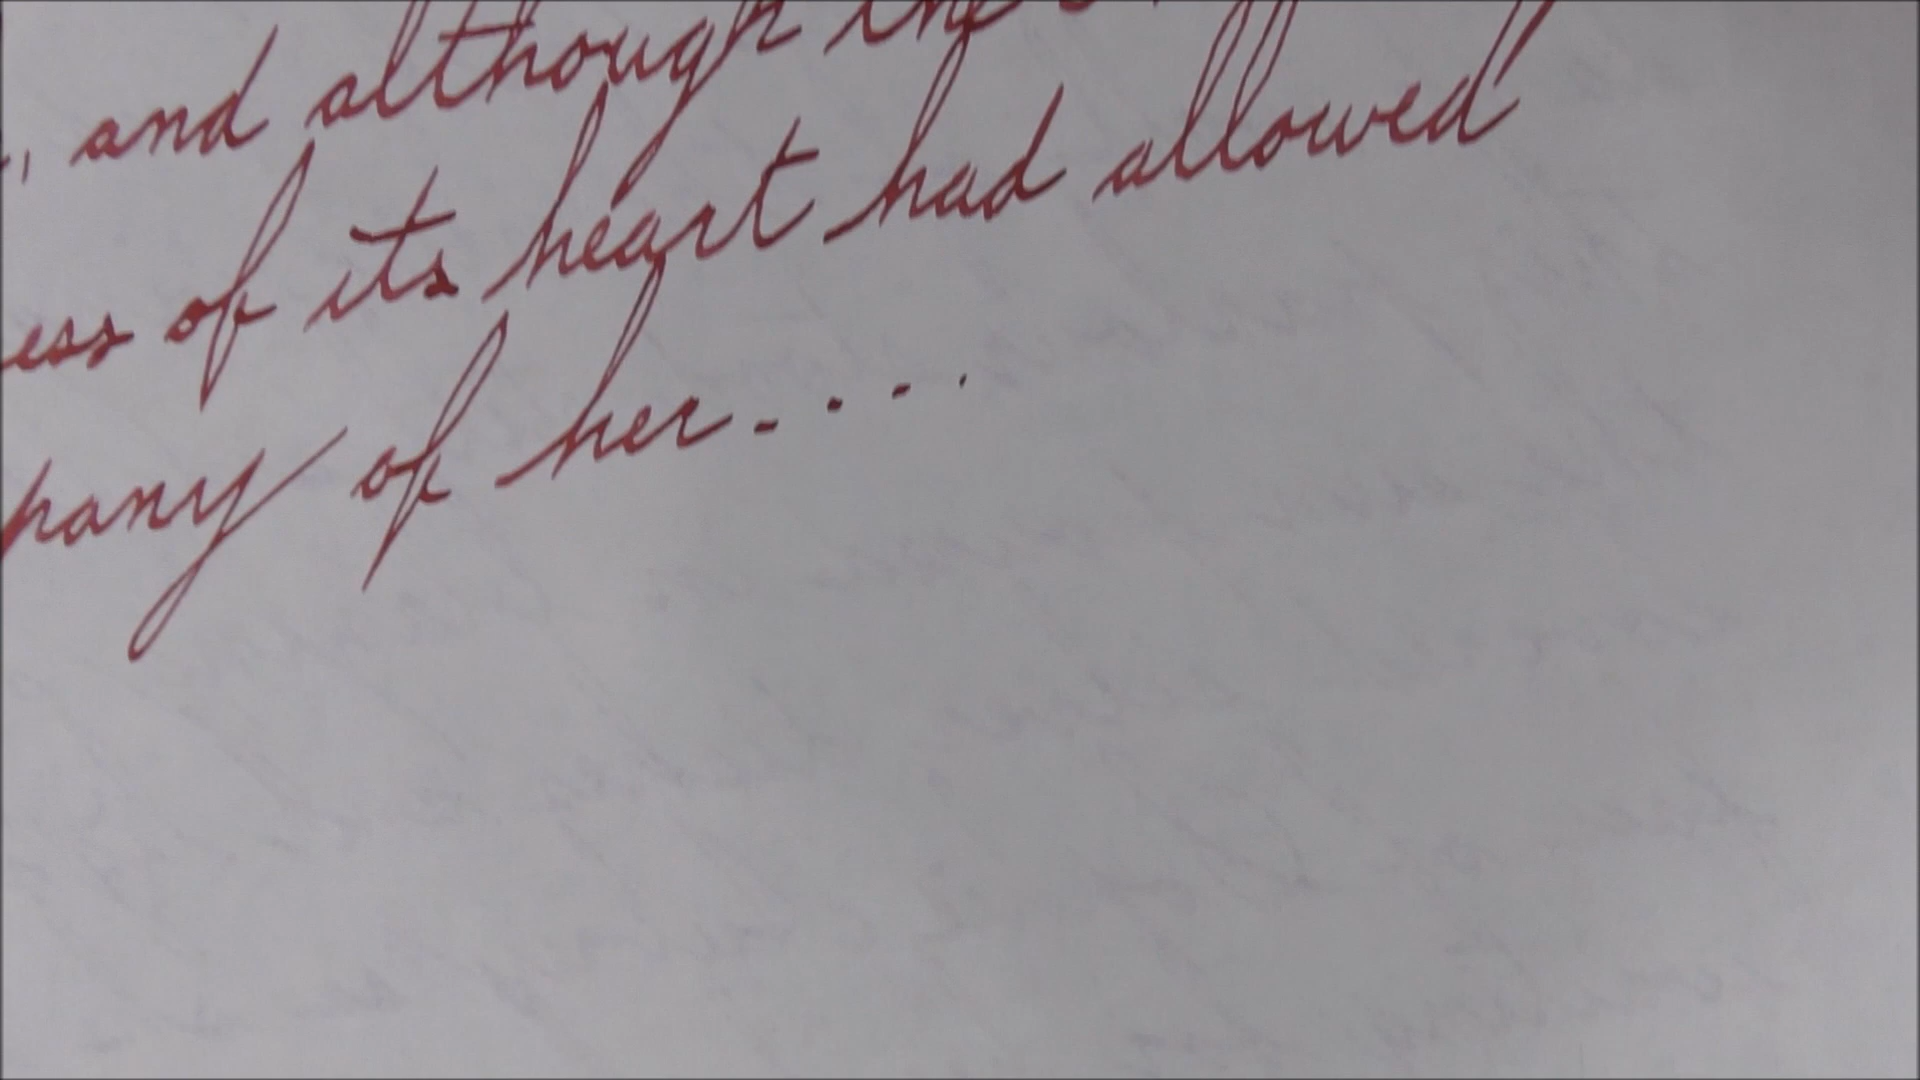 , and although the
ess of its heart had allowed
pany of her....